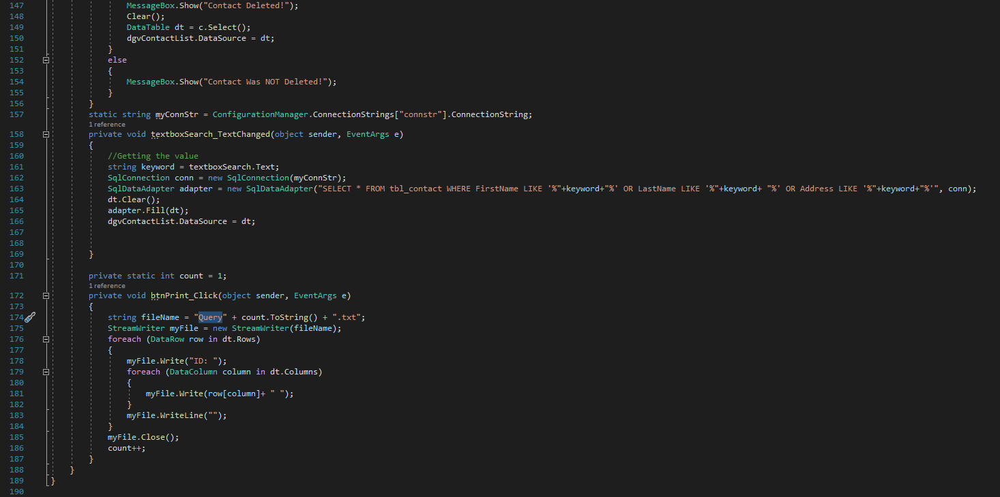 147 MessageBox.Show("Contact Deleted!");
148 Clear();
149 DataTable dt = c.Select();
150 dgvContactList.DataSource = dt;
151 }
152 else
153 {
154 MessageBox.Show("Contact Was NOT Deleted!");
155 }
156 }
157 static string myConnStr = ConfigurationManager.ConnectionStrings["connstr"].ConnectionString;
1 reference
158 private void textboxSearch_TextChanged(object sender, EventArgs e)
159 {
160 //Getting the value
161 string keyword = textboxSearch.Text;
162 SqlConnection conn = new SqlConnection(myConnStr);
163 SqlDataAdapter adapter = new SqlDataAdapter("SELECT * FROM tbl_contact WHERE FirstName LIKE '%"+keyword+"%' OR LastName LIKE '%"+keyword+ "%' OR Address LIKE '%"+keyword+"%'", conn);
164 dt.Clear();
165 adapter.Fill(dt);
166 dgvContactList.DataSource = dt;
167
168
169 }
170
171 private static int count = 1;
1 reference
172 private void btnPrint_Click(object sender, EventArgs e)
173 {
174 string fileName = "Query" + count.ToString() + ".txt";
175 StreamWriter myFile = new StreamWriter(fileName);
176 foreach (DataRow row in dt.Rows)
177 {
178 myFile.Write("ID: ");
179 foreach (DataColumn column in dt.Columns)
180 {
181 myFile.Write(row[column]+ " ");
182 }
183 myFile.WriteLine("");
184 }
185 myFile.Close();
186 count++;
187 }
188 }
189 }
190